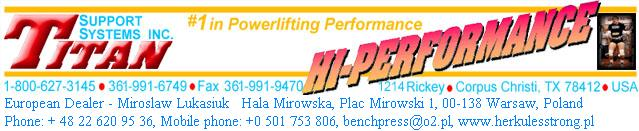 SUPPORT
SYSTEMS INC.
TITAN
#1 in Powerlifting Performance
HI-PERFORMANCE
1-800-627-3145 • 361-991-6749 • Fax 361-991-9470 1214 Rickey • Corpus Christi, TX 78412 • USA
European Dealer - Miroslaw Lukasiuk Hala Mirowska, Plac Mirowski 1, 00-138 Warsaw, Poland
Phone: + 48 22 620 95 36, Mobile phone: +0 501 753 806, benchpress@o2.pl, www.herkulesstrong.pl